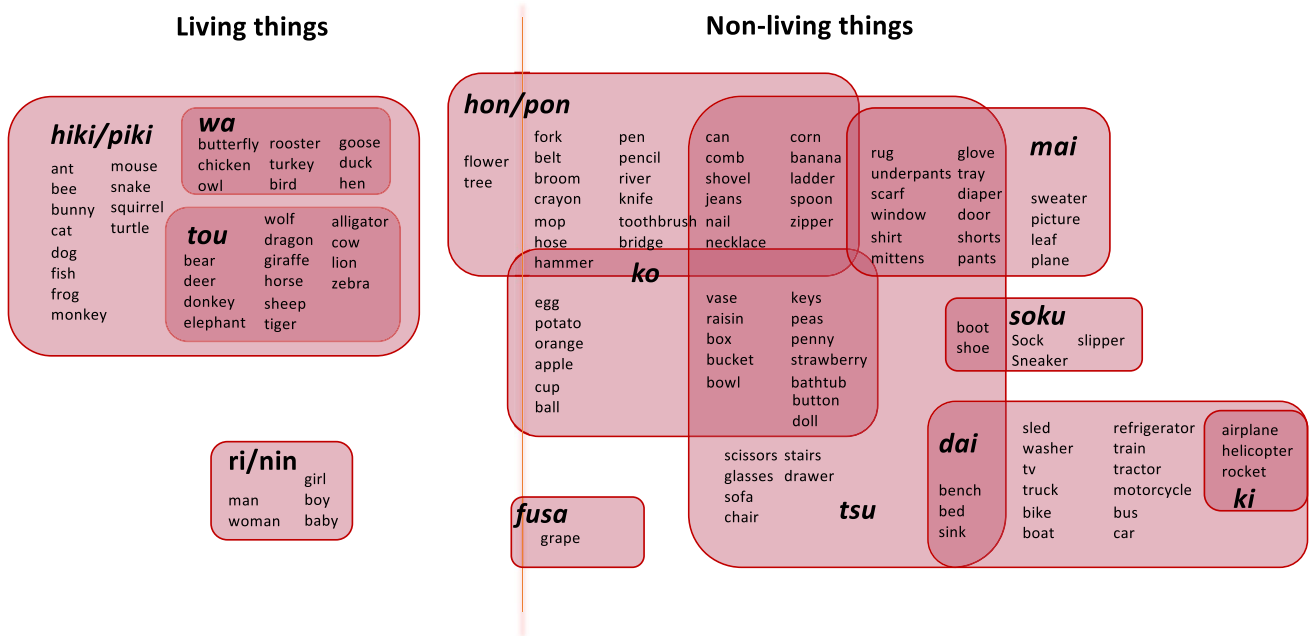 Living things
Non-living things
hiki/piki
ant
bee
bunny
cat
dog
fish
frog
monkey
mouse
snake
squirrel
turtle
wa
butterfly
chicken
owl
rooster
turkey
bird
goose
duck
hen
tou
bear
deer
donkey
elephant
wolf
dragon
giraffe
horse
sheep
tiger
alligator
cow
lion
zebra
ri/nin
man
woman
girl
boy
baby
hon/pon
flower
tree
fork
belt
broom
crayon
mop
hose
hammer
pen
pencil
river
knife
toothbrush
bridge
can
comb
shovel
jeans
nail
necklace
corn
banana
ladder
spoon
zipper
rug
underpants
scarf
window
shirt
mittens
glove
tray
diaper
door
shorts
pants
mai
sweater
picture
leaf
plane
ko
egg
potato
orange
apple
cup
ball
vase
raisin
box
bucket
bowl
keys
peas
penny
strawberry
bathtub
button
doll
soku
boot
shoe
Sock
Sneaker
slipper
fusa
grape
scissors
glasses
sofa
chair
stairs
drawer
tsu
dai
bench
bed
sink
sled
washer
tv
truck
bike
boat
refrigerator
train
tractor
motorcycle
bus
car
airplane
helicopter
rocket
ki